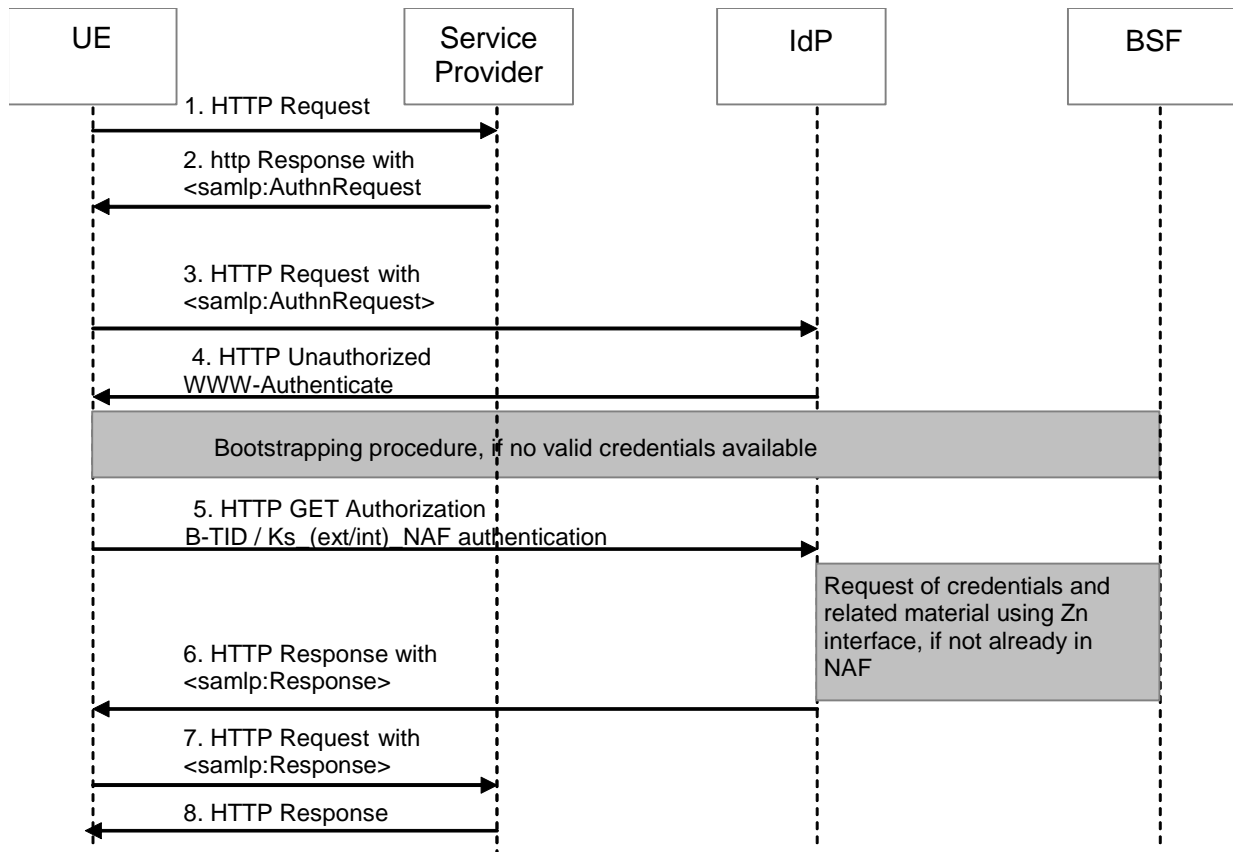 UE
Service
Provider
IdP
BSF
1. HTTP Request
2. http Response with
<samlp:AuthnRequest
3. HTTP Request with
<samlp:AuthnRequest>
4. HTTP Unauthorized
WWW-Authenticate
Bootstrapping procedure, if no valid credentials available
5. HTTP GET Authorization
B-TID / Ks_(ext/int)_NAF authentication
Request of credentials and
related material using Zn
interface, if not already in
NAF
6. HTTP Response with
<samlp:Response>
7. HTTP Request with
<samlp:Response>
8. HTTP Response